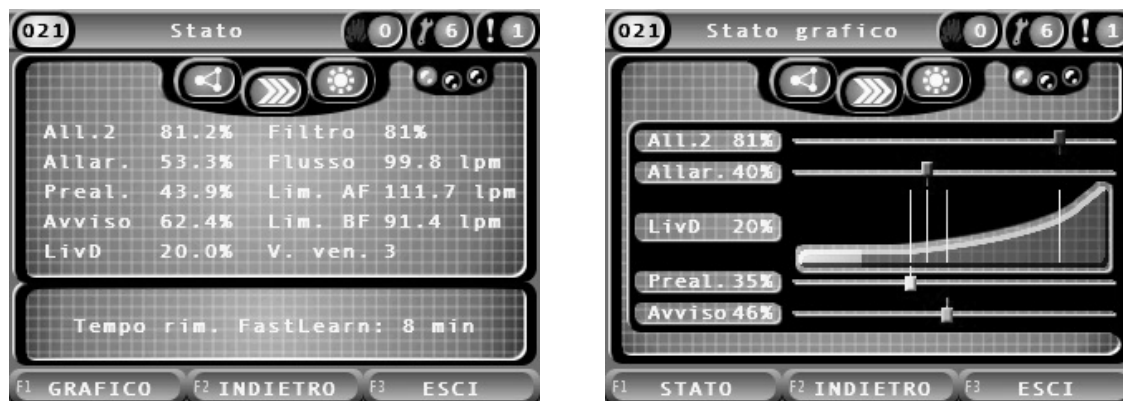 021 Stato 0 6 ! 1
All.2 81.2% Filtro 81%
Allar. 53.3% Flusso 99.8 lpm
Preal. 43.9% Lim. AF 111.7 lpm
Avviso 62.4% Lim. BF 91.4 lpm
LivD 20.0% V. ven. 3
Tempo rim. FastLearn: 8 min
F1 GRAFICO F2 INDIETRO F3 ESCI
021 Stato grafico 0 6 ! 1
All.2 81%
Allar. 40%
LivD 20%
Preal. 35%
Avviso 46%
F1 STATO F2 INDIETRO F3 ESCI